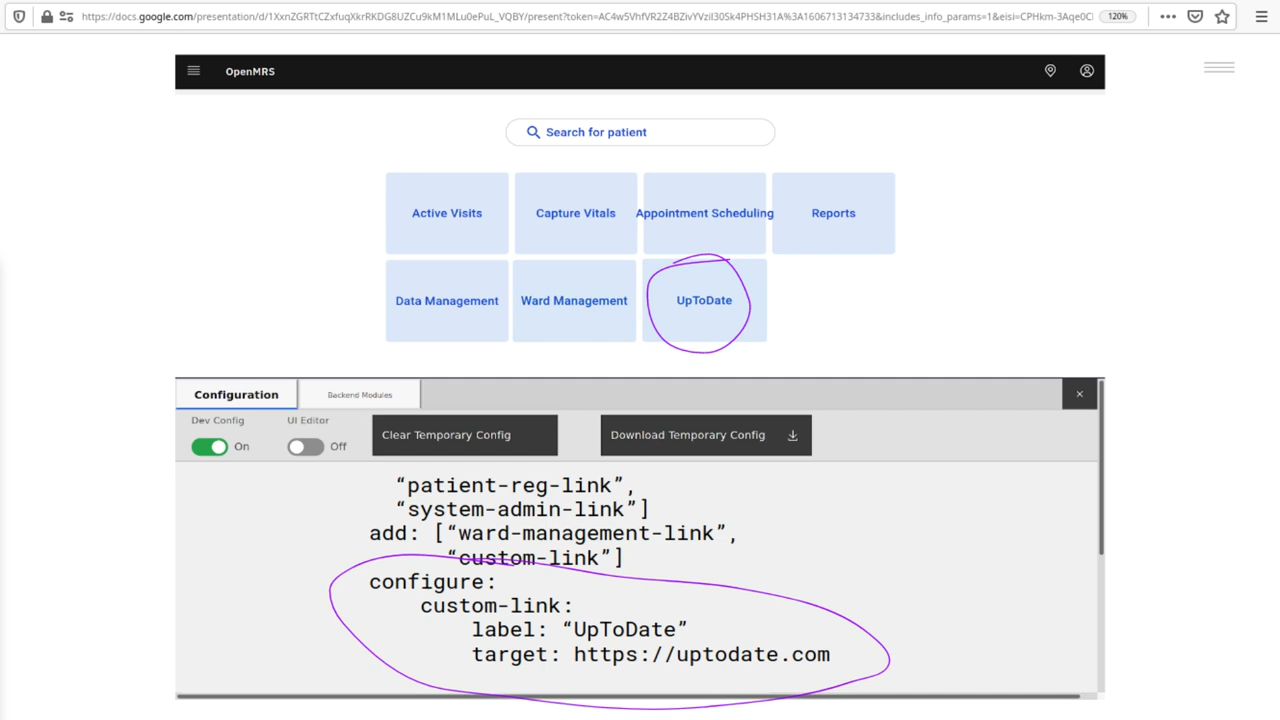 https://docs.google.com/presentation/d/1XxnZGRTtCZxfuqXkrRKDG8UZCu9kM1MLu0ePuL_VQBY/present?token=AC4w5VhfVR2Z4BZivYVzil30Sk4PHSH31A%3A1606713134733&includes_info_params=1&eisi=CPHkm-3Aqe0C 120%
OpenMRS
Search for patient
Active Visits Capture Vitals Appointment Scheduling Reports
Data Management Ward Management UpToDate
Configuration Backend Modules ×
Dev Config UI Editor
On Off Clear Temporary Config Download Temporary Config
“patient-reg-link”,
“system-admin-link”]
add: [“ward-management-link”,
“custom-link”]
configure:
custom-link:
label: “UpToDate”
target: https://uptodate.com